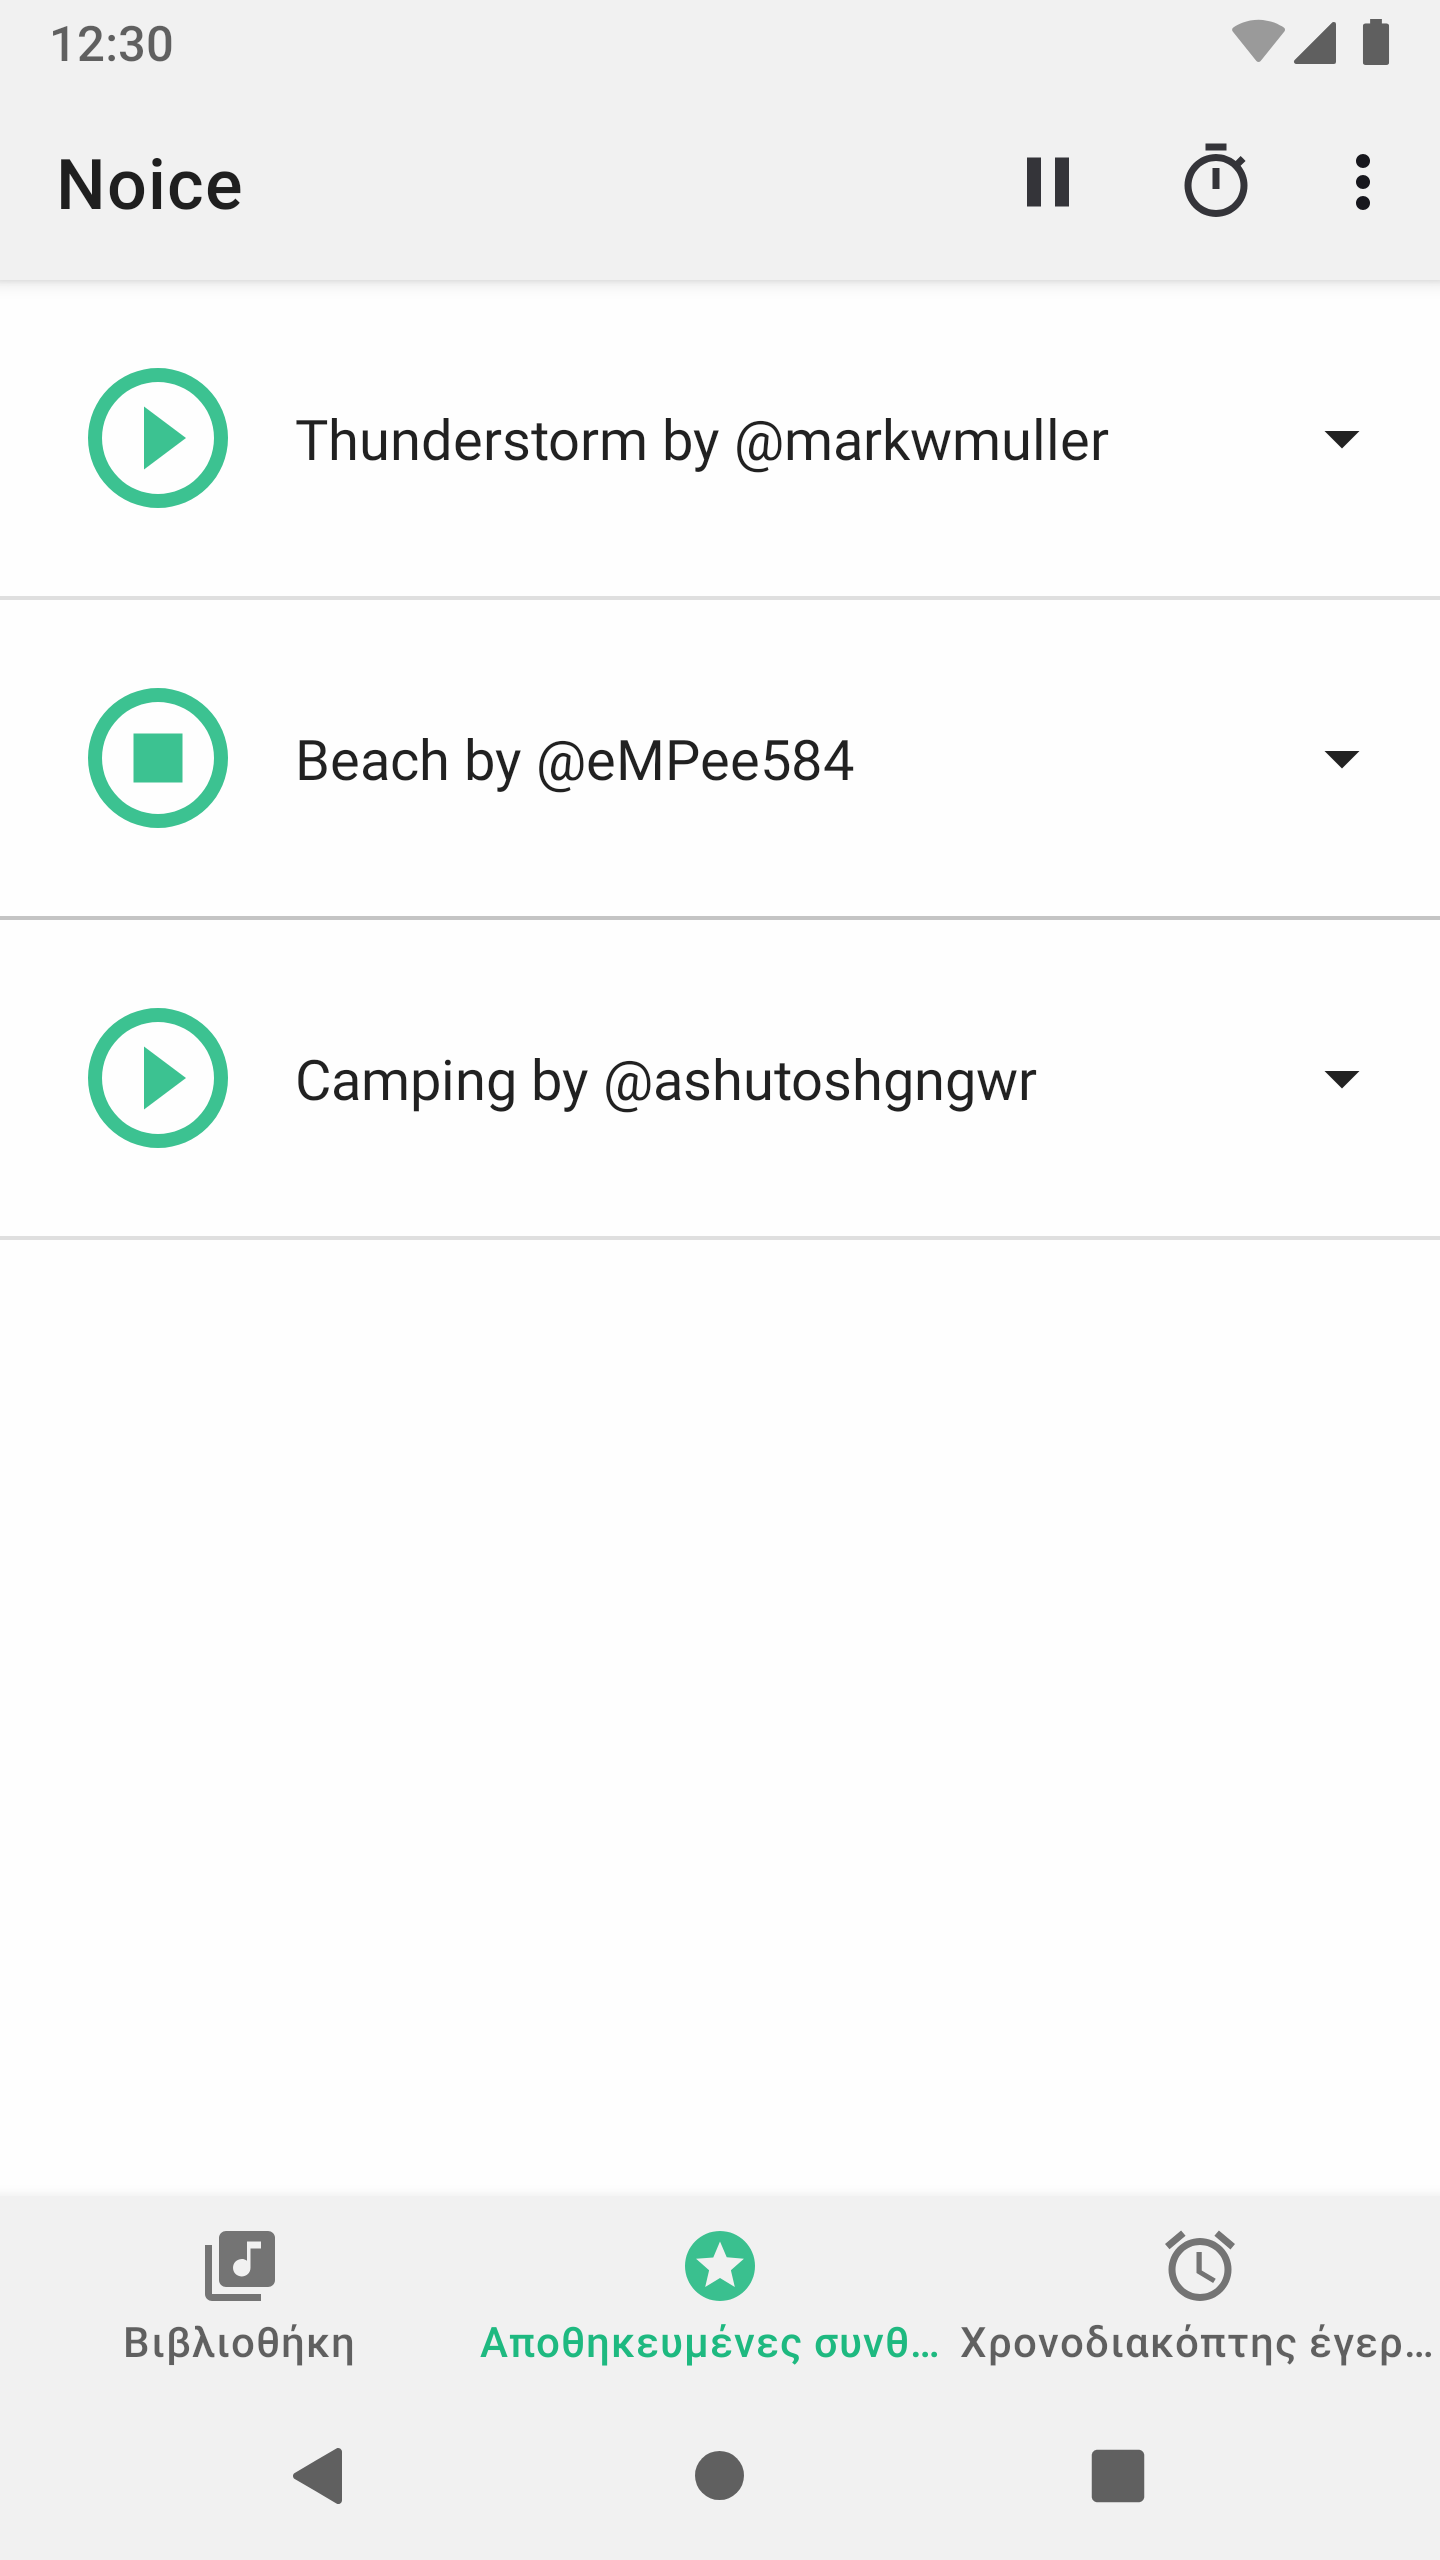 12:30
Noice
Thunderstorm by @markwmuller
Beach by @eMPee584
Camping by @ashutoshgngwr
Βιβλιοθήκη
Αποθηκευμένες συνθ...
Χρονοδιακόπτης έγερ...